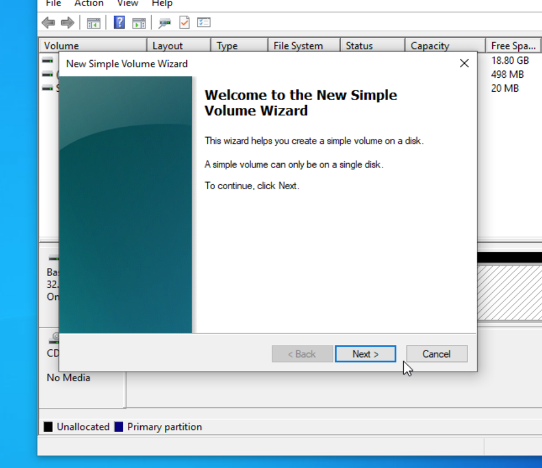 File Action View Help
Volume Layout Type File System Status Capacity Free Spa...
18.80 GB
498 MB
20 MB
New Simple Volume Wizard
Welcome to the New Simple
Volume Wizard
This wizard helps you create a simple volume on a disk.
A simple volume can only be on a single disk.
To continue, click Next.
< Back Next > Cancel
Ba
32.
On
CD
No Media
Unallocated Primary partition